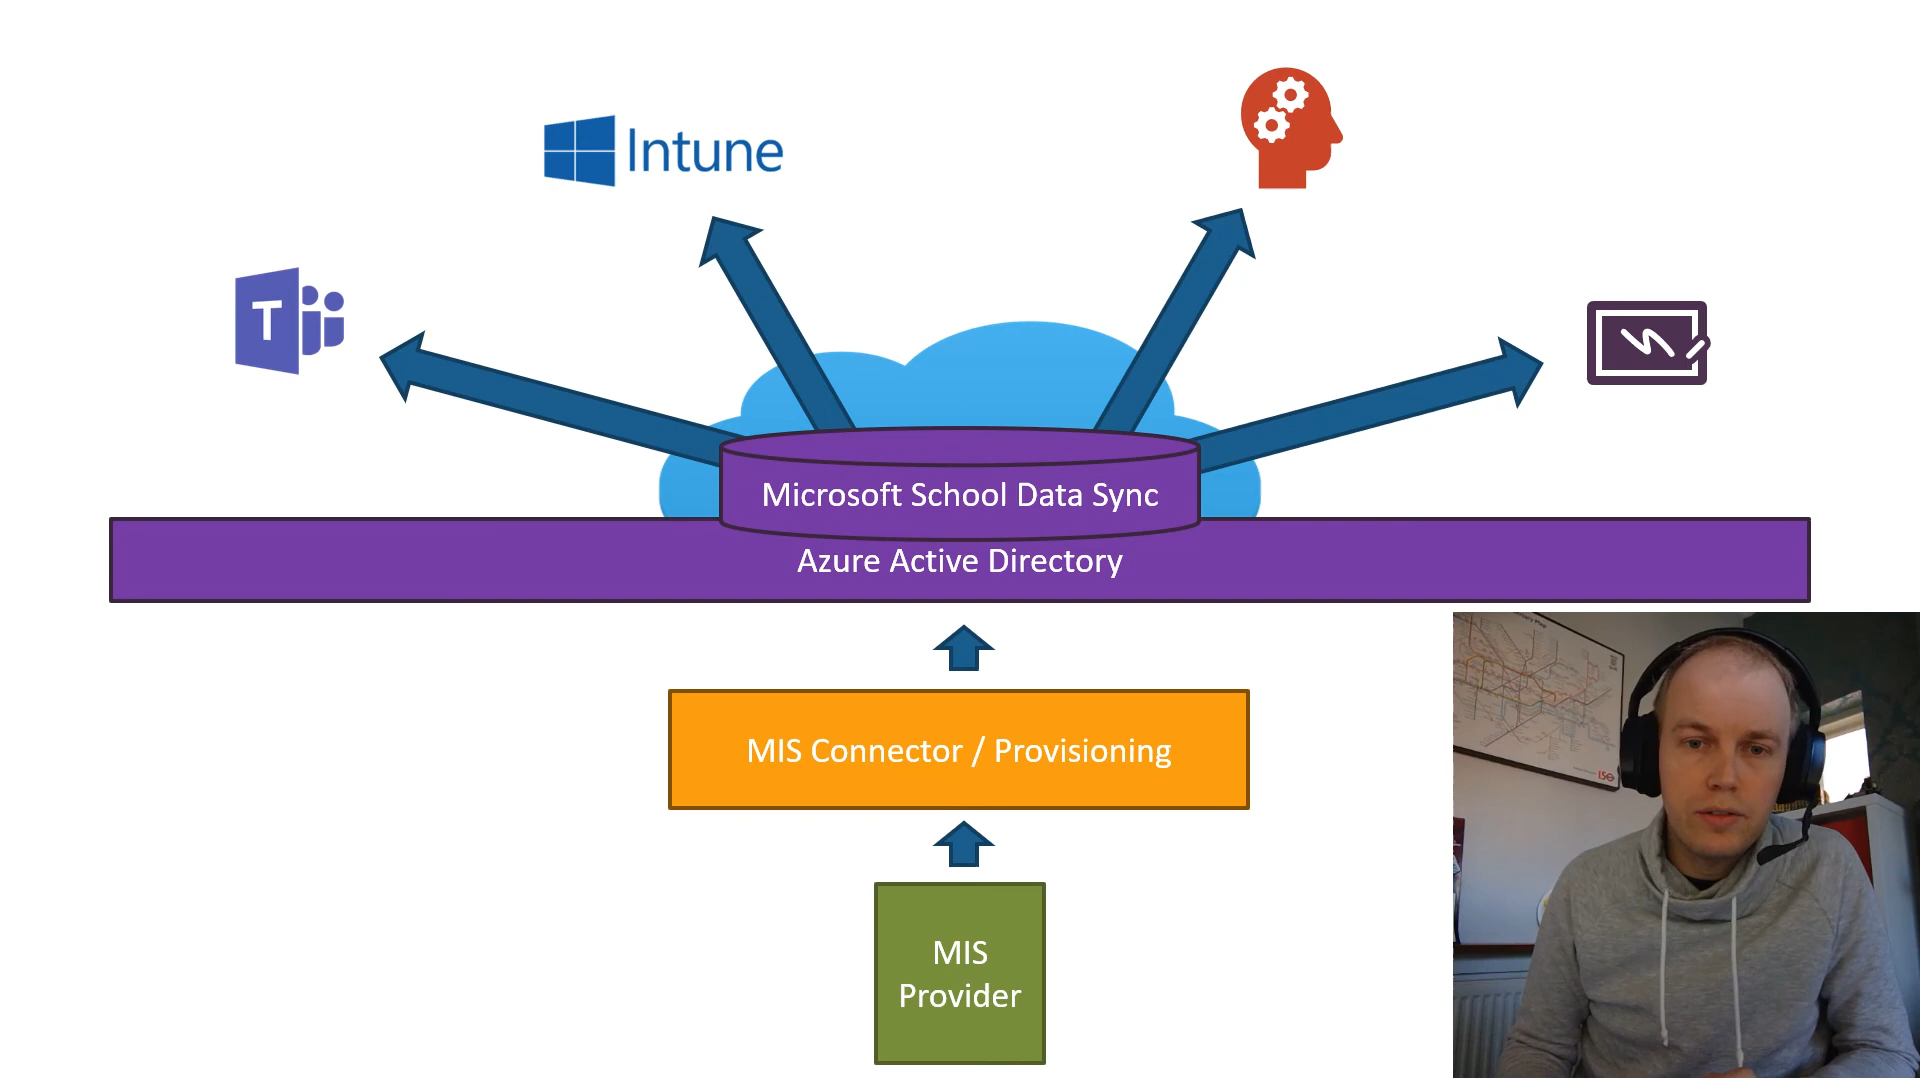 Intune
T
Microsoft School Data Sync
Azure Active Directory
MIS Connector / Provisioning
MIS
Provider